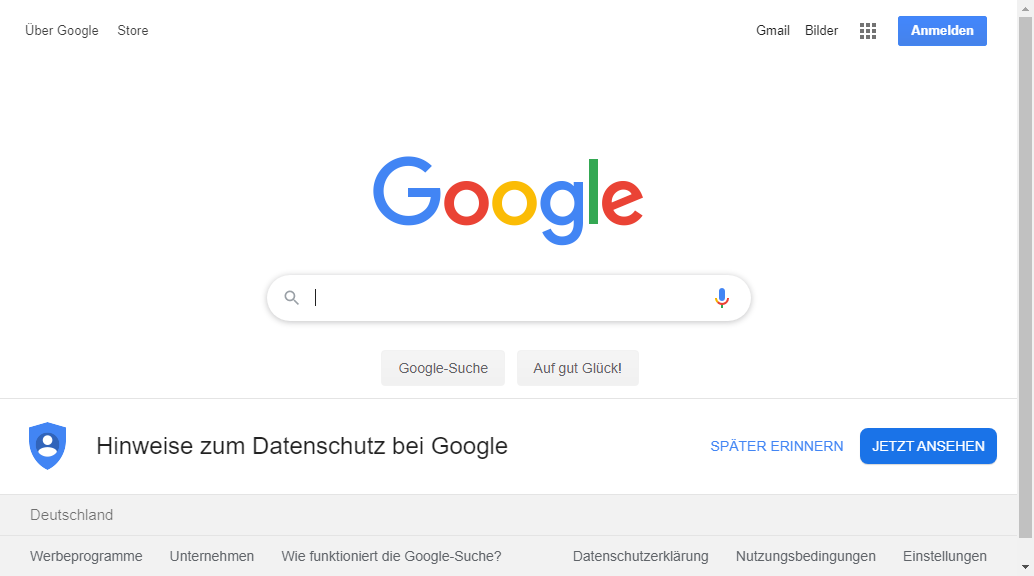 Über Google Store Gmail Bilder Anmelden
Google
Google-Suche Auf gut Glück!
Hinweise zum Datenschutz bei Google SPÄTER ERINNERN JETZT ANSEHEN
Deutschland
Werbeprogramme Unternehmen Wie funktioniert die Google-Suche? Datenschutzerklärung Nutzungsbedingungen Einstellungen